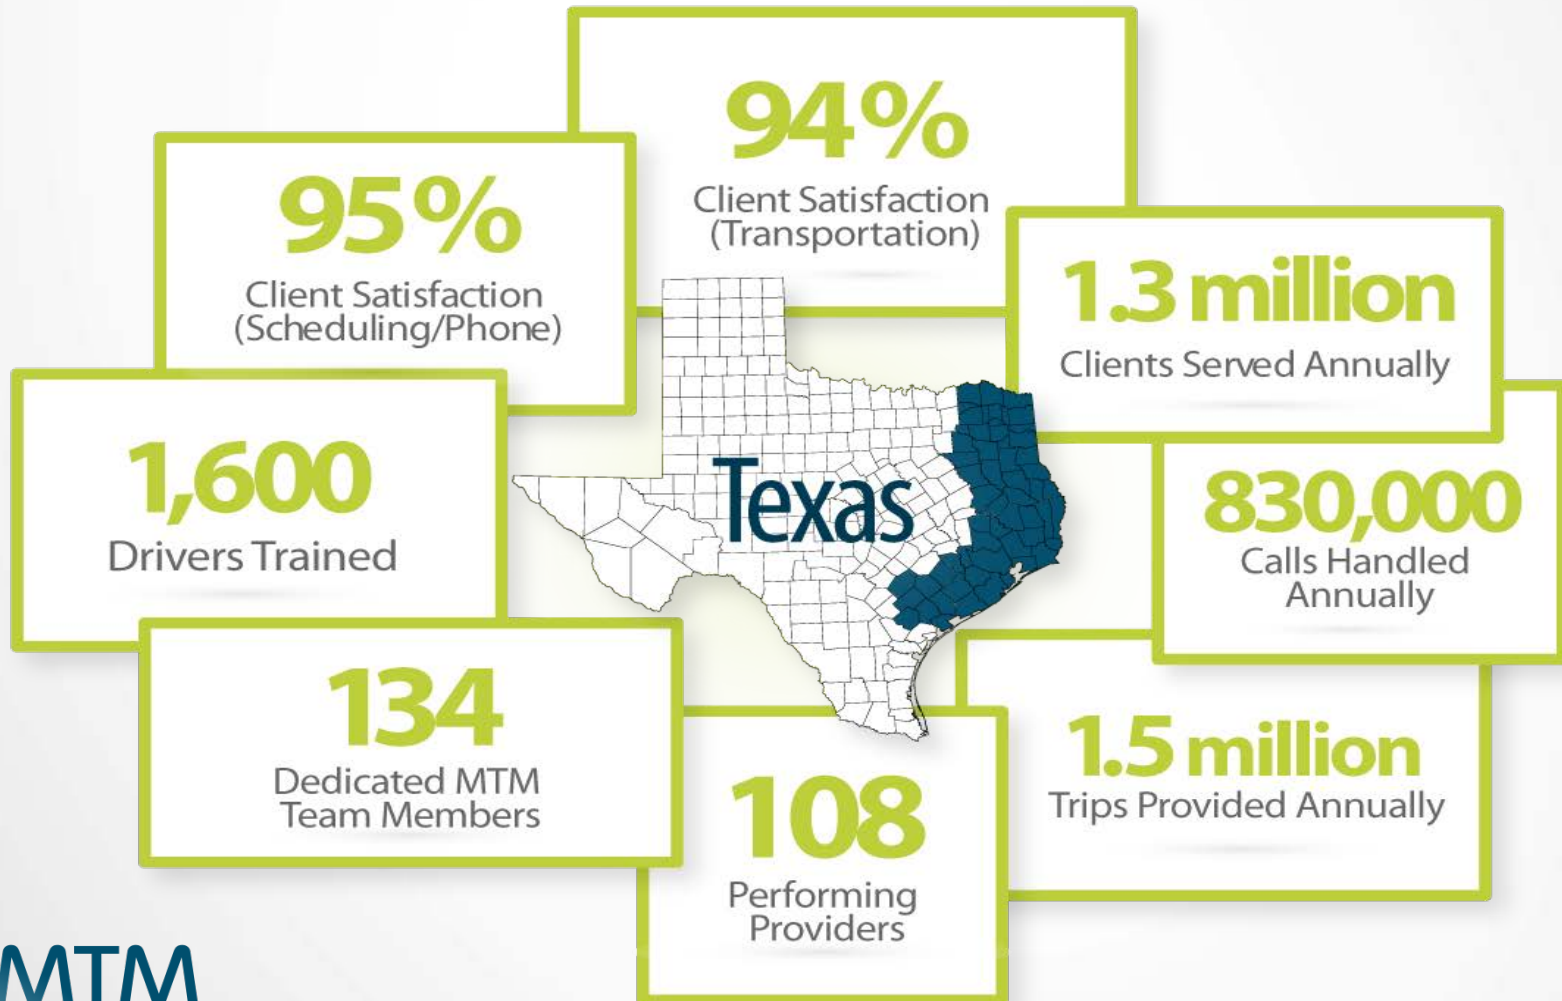 94%
Client Satisfaction
(Transportation)
95%
Client Satisfaction
(Scheduling/Phone)
1.3 million
Clients Served Annually
1,600
Drivers Trained
Texas
830,000
Calls Handled
Annually
134
Dedicated MTM
Team Members
108
Performing
Providers
1.5 million
Trips Provided Annually
MTM